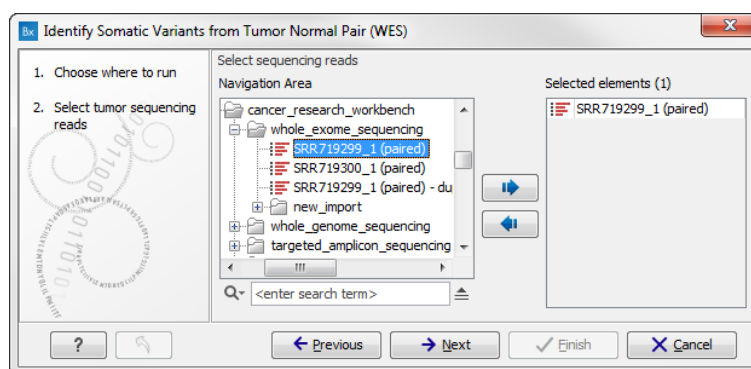 Bx Identify Somatic Variants from Tumor Normal Pair (WES)
1. Choose where to run
2. Select tumor sequencing
reads
Select sequencing reads
Navigation Area
cancer_research_workbench
whole_exome_sequencing
SRR719299_1 (paired)
SRR719300_1 (paired)
SRR719299_1 (paired) - du
new_import
whole_genome_sequencing
targeted_amplicon_sequencing
<enter search term>
Selected elements (1)
SRR719299_1 (paired)
?
Previous
Next
Finish
Cancel